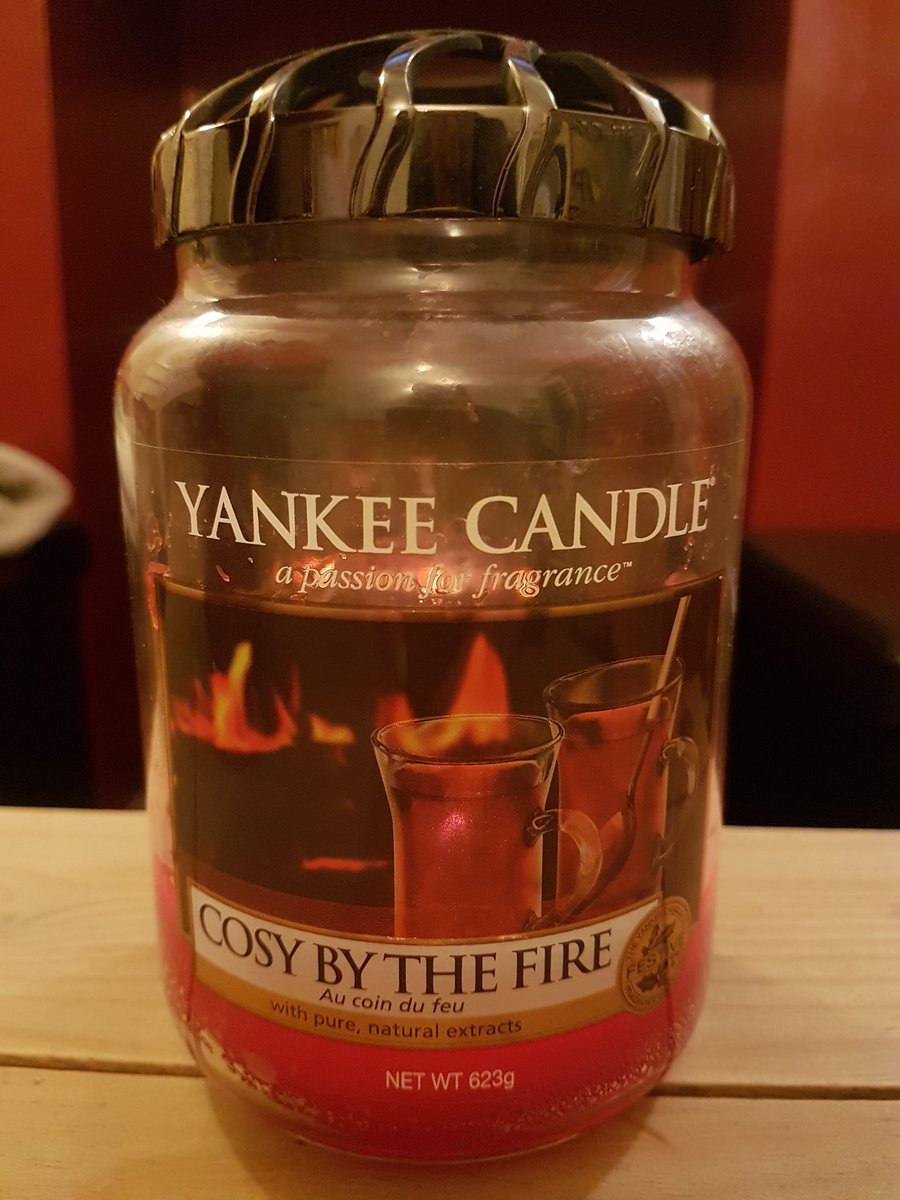 YANKEE CANDLE®
a passion for fragrance™
COSY BY THE FIRE
Au coin du feu
with pure, natural extracts
NET WT 623g